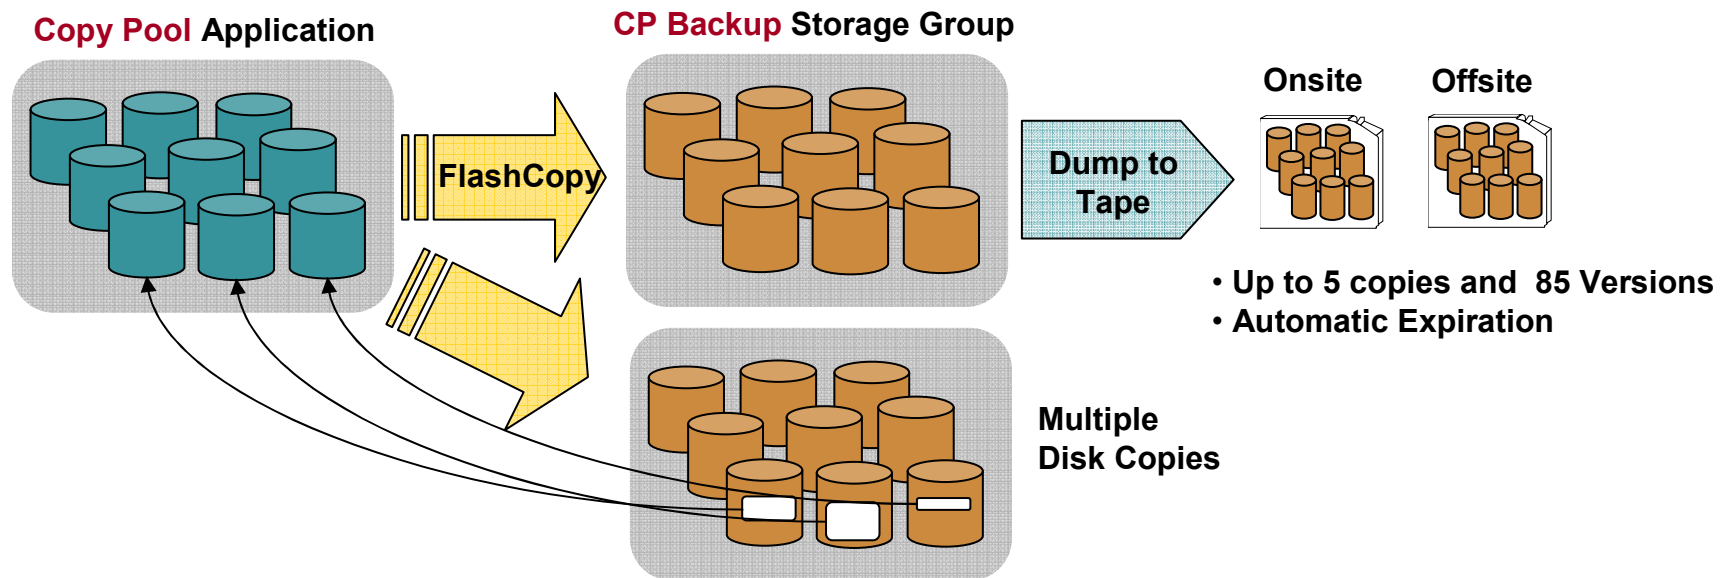 Copy Pool Application
CP Backup Storage Group
Onsite
Offsite
FlashCopy
Dump to
Tape
• Up to 5 copies and 85 Versions
• Automatic Expiration
Multiple
Disk Copies